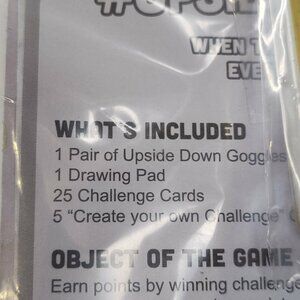 WHEN
EVE
WHAT'S INCLUDED
1 Pair of Upside Down Goggles
1 Drawing Pad
25 Challenge Cards
5 “Create your own Challenge”
OBJECT OF THE GAME
Earn points by winning challenge